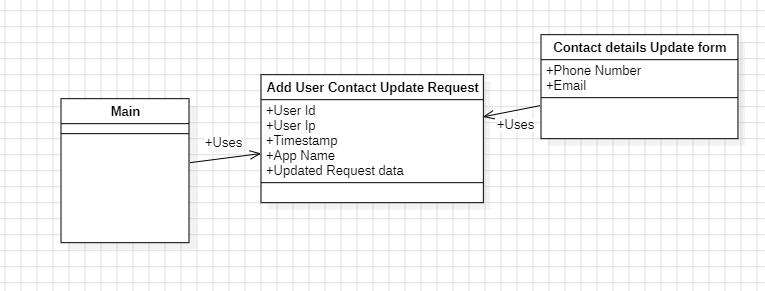 Main
+Uses
Add User Contact Update Request
+User Id
+User Ip
+Timestamp
+App Name
+Updated Request data
+Uses
Contact details Update form
+Phone Number
+Email